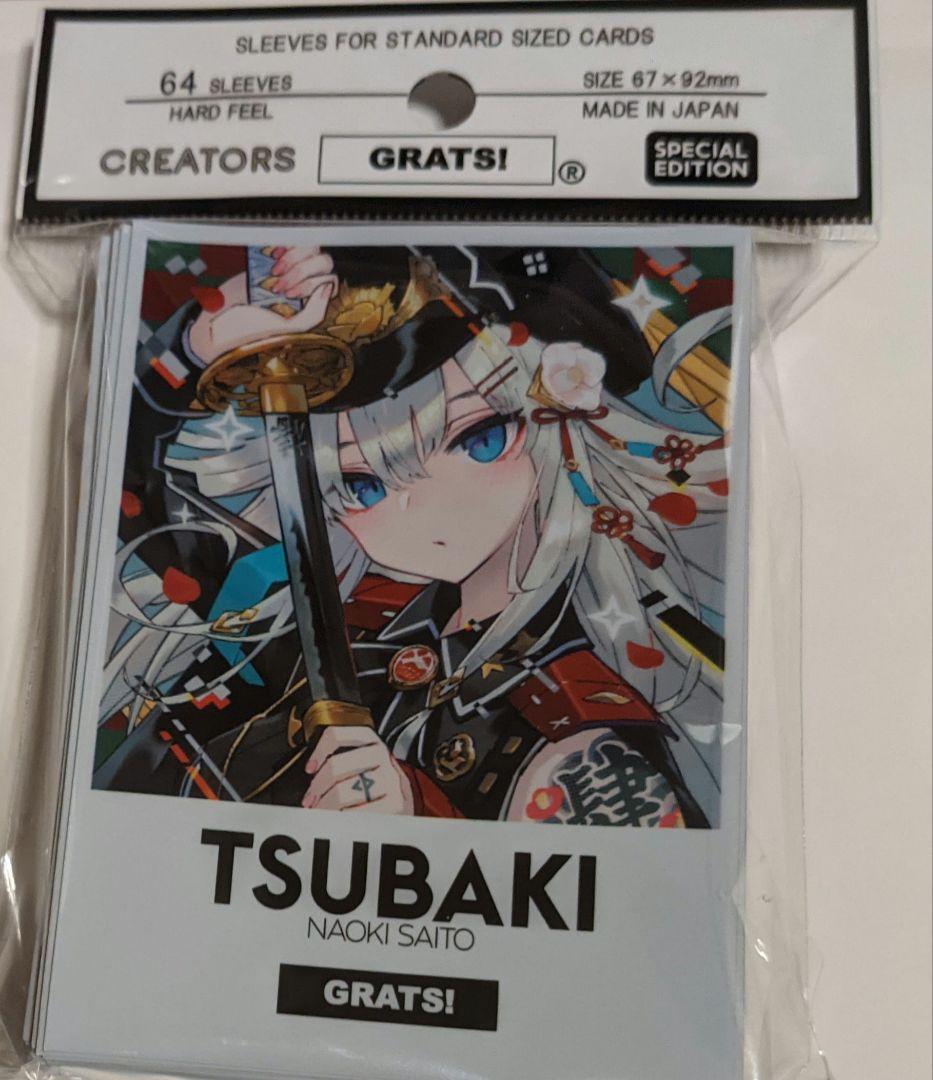 SLEEVES FOR STANDARD SIZED CARDS
64 SLEEVES
HARD FEEL
SIZE 67×92mm
MADE IN JAPAN
CREATORS GRATS! ®
SPECIAL EDITION
肆
TSUBAKI
NAOKI SAITO
GRATS!